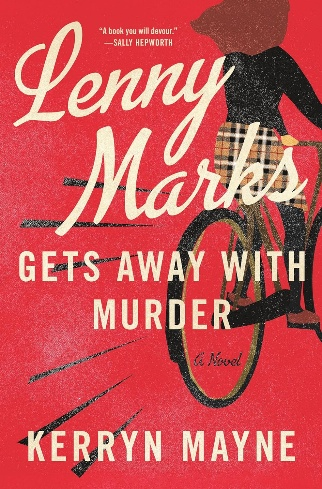 "A book you will devour."
—SALLY HEPWORTH
Lenny
Marks
GETS AWAY WITH
MURDER
a Novel
KERRYN MAYNE